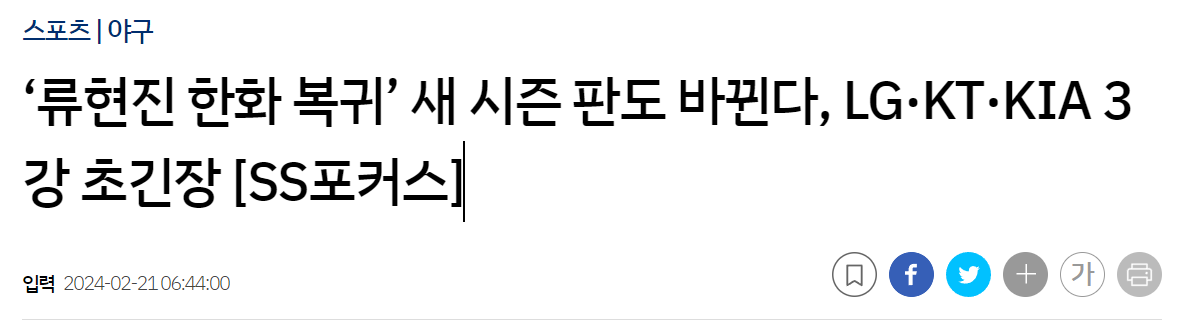 스포츠 | 야구
‘류현진 한화 복귀’ 새 시즌 판도 바뀐다, LG·KT·KIA 3
강 초긴장 [SS포커스]
입력 2024-02-21 06:44:00
가